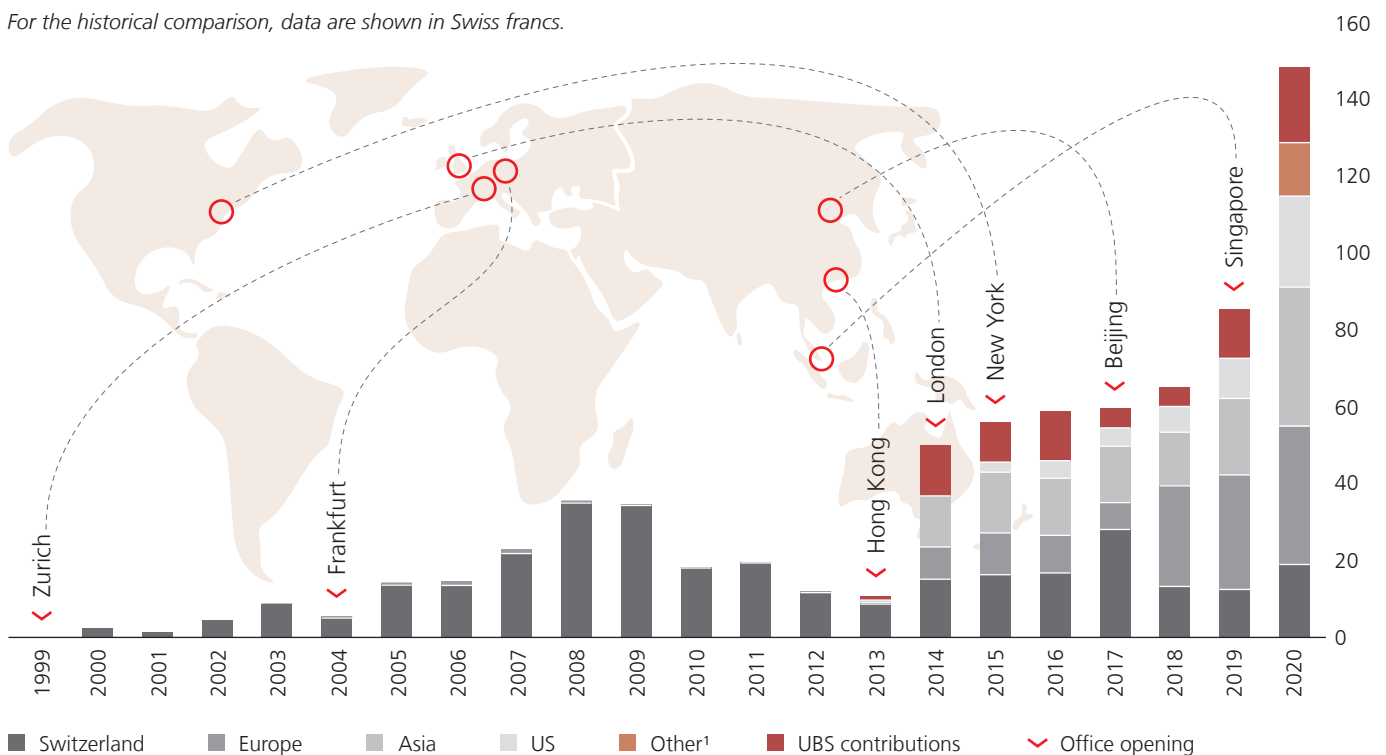 For the historical comparison, data are shown in Swiss francs.
160
140
120
100
80
60
40
20
0
Zurich
Frankfurt
Hong Kong
London
New York
Beijing
Singapore
1999
2000
2001
2002
2003
2004
2005
2006
2007
2008
2009
2010
2011
2012
2013
2014
2015
2016
2017
2018
2019
2020
Switzerland
Europe
Asia
US
Other¹
UBS contributions
Office opening